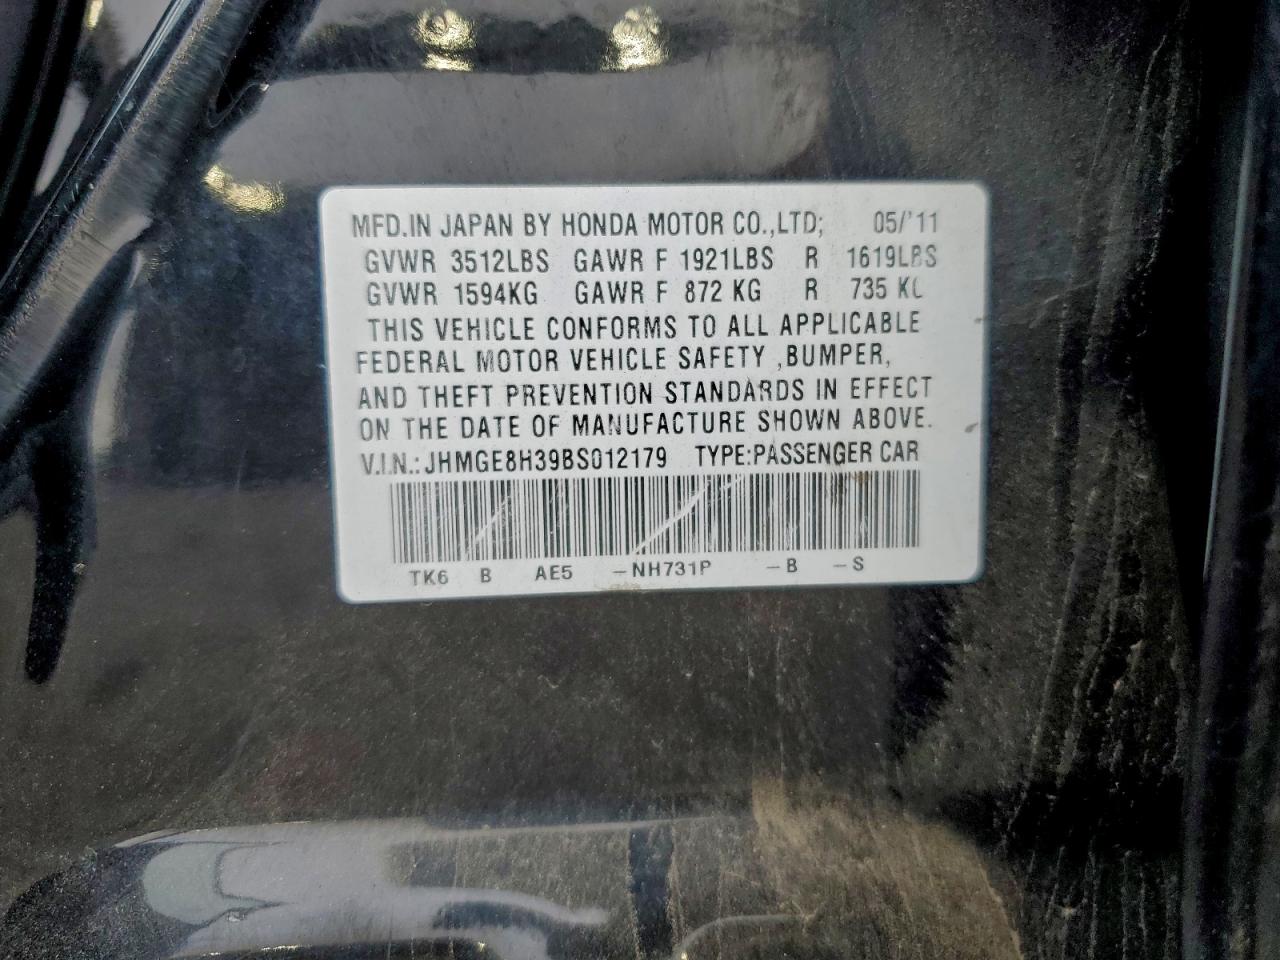 MFD.IN JAPAN BY HONDA MOTOR CO.,LTD; 05/'11
GVWR 3512LBS GAWR F 1921LBS R 1619LBS
GVWR 1594KG GAWR F 872 KG R 735 KG
THIS VEHICLE CONFORMS TO ALL APPLICABLE
FEDERAL MOTOR VEHICLE SAFETY ,BUMPER,
AND THEFT PREVENTION STANDARDS IN EFFECT
ON THE DATE OF MANUFACTURE SHOWN ABOVE.
V.I.N.: JHMGE8H39BS012179 TYPE:PASSENGER CAR
TK6 B AE5 -NH731P -B -S